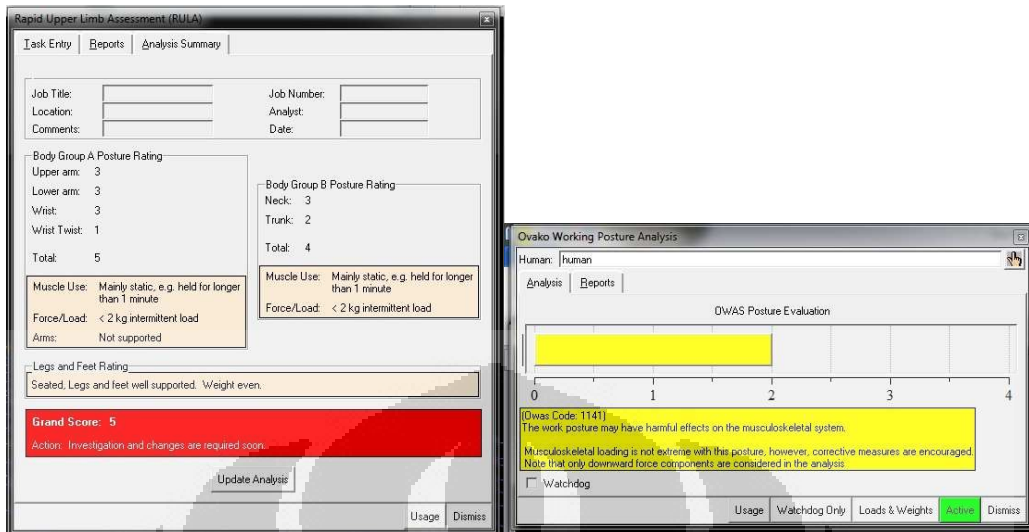 Rapid Upper Limb Assessment (RULA)
Task Entry Reports Analysis Summary
Job Title: Job Number:
Location: Analyst:
Comments: Date:
Body Group A Posture Rating
Upper arm: 3
Lower arm: 3
Wrist: 3
Wrist Twist: 1
Total: 5
Muscle Use: Mainly static, e.g. held for longer
than 1 minute
Force/Load: < 2 kg intermittent load
Arms: Not supported
Body Group B Posture Rating
Neck: 3
Trunk: 2
Total: 4
Muscle Use: Mainly static, e.g. held for longer
than 1 minute
Force/Load: < 2 kg intermittent load
Legs and Feet Rating
Seated, Legs and feet well supported. Weight even.
Grand Score: 5
Action: Investigation and changes are required soon.
Update Analysis
Usage Dismiss
Ovako Working Posture Analysis
Human: human
Analysis Reports
OWAS Posture Evaluation
0 1 2 3 4
(Owas Code: 1141)
The work posture may have harmful effects on the musculoskeletal system.
Musculoskeletal loading is not extreme with this posture, however, corrective measures are encouraged.
Note that only downward force components are considered in the analysis
Watchdog
Usage Watchdog Only Loads & Weights Active Dismiss